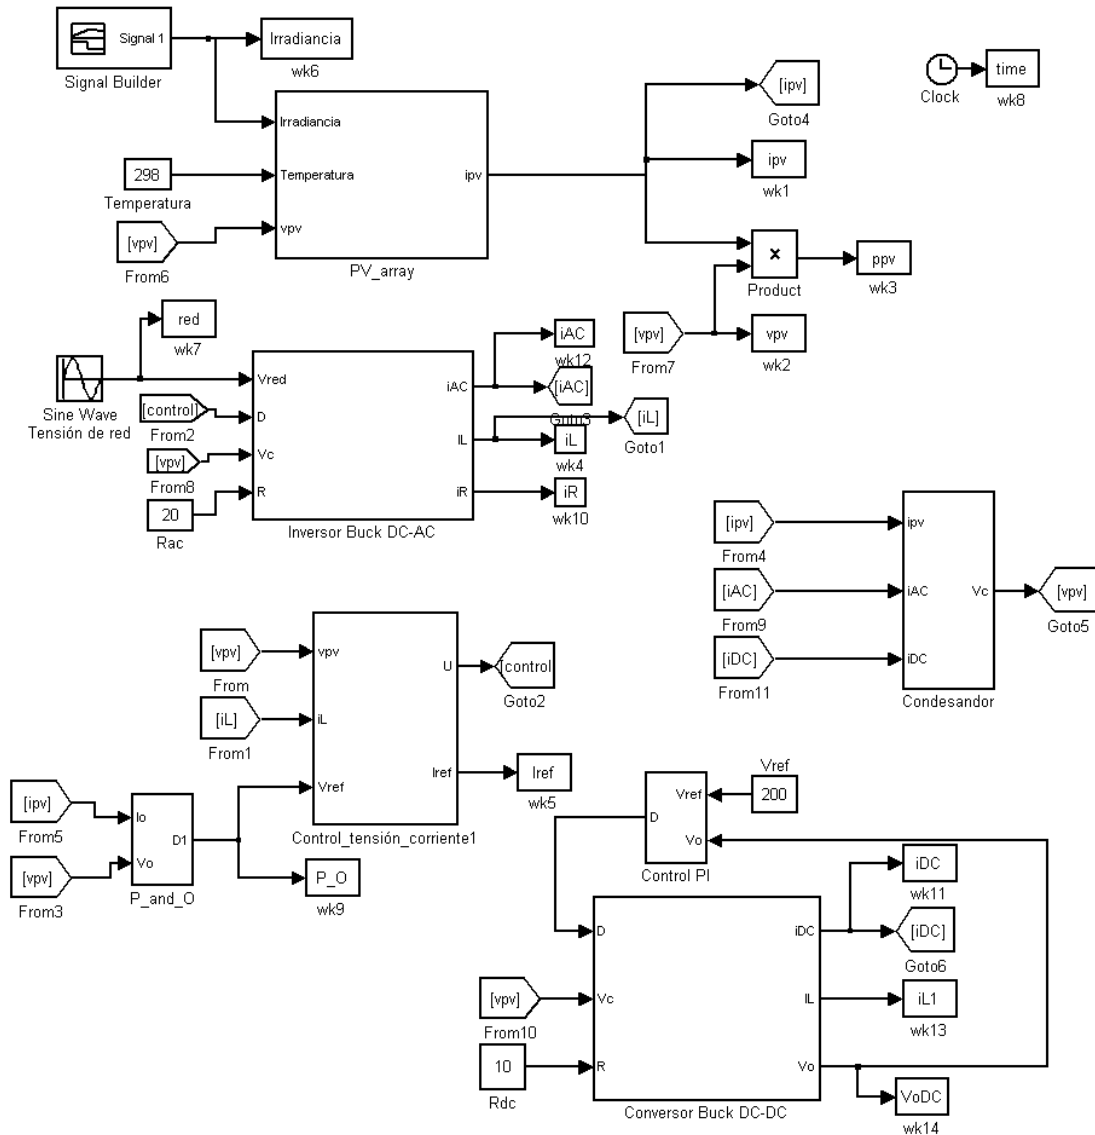 Signal 1
Signal Builder
Irradiancia
wk6
Irradiancia
Temperatura
vpv
ipv
PV_array
298
Temperatura
[vpv]
From6
[ipv]
Goto4
ipv
wk1
×
Product
ppv
wk3
[vpv]
From7
vpv
wk2
Clock
time
wk8
red
wk7
Sine Wave
Tensión de red
[control]
From2
[vpv]
From8
20
Rac
Vred
D
Vc
R
iAC
IL
iR
Inversor Buck DC-AC
iAC
wk12
[iAC]
Goto3
[iL]
Goto1
iL
wk4
iR
wk10
[ipv]
From4
[iAC]
From9
[iDC]
From11
ipv
iAC
iDC
Vc
Condesandor
[vpv]
Goto5
[vpv]
From
[iL]
From1
vpv
iL
Vref
U
Iref
Control_tensión_corriente1
[control
Goto2
Iref
wk5
[ipv]
From5
[vpv]
From3
Io
Vo
D1
P_and_O
P_O
wk9
Vref
200
Vref
D
Vo
Control PI
D
Vc
R
iDC
IL
Vo
Conversor Buck DC-DC
[vpv]
From10
10
Rdc
iDC
wk11
[iDC]
Goto6
iL1
wk13
VoDC
wk14